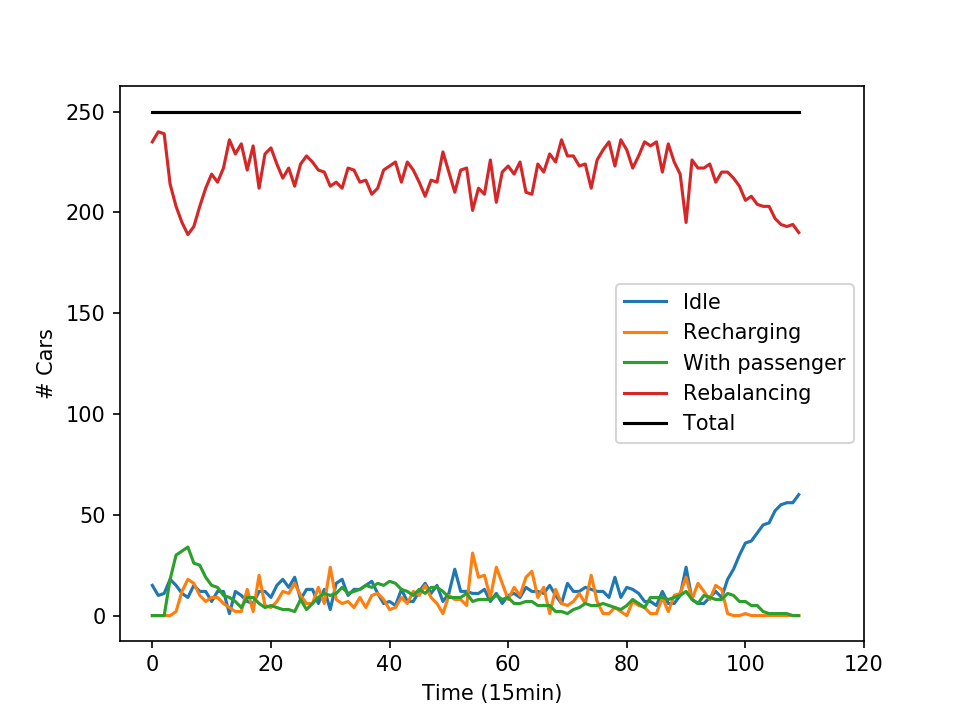 250
200
150
100
50
0
# Cars
Idle
Recharging
With passenger
Rebalancing
Total
0 20 40 60 80 100 120
Time (15min)